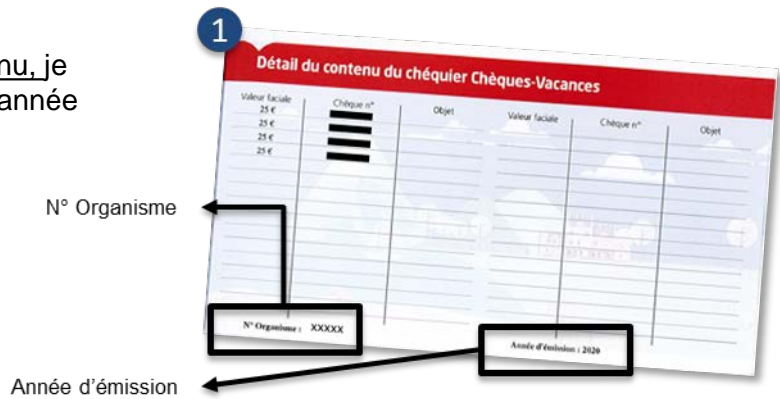 mu, je
année
1
Détail du contenu du chéquier Chèques-Vacances
Valeur faciale Chèque n° Objet Valeur faciale Chèque n° Objet
25 €
25 €
25 €
25 €
N° Organisme
N° Organisme : XXXXX
Année d'émission : 2020
Année d'émission